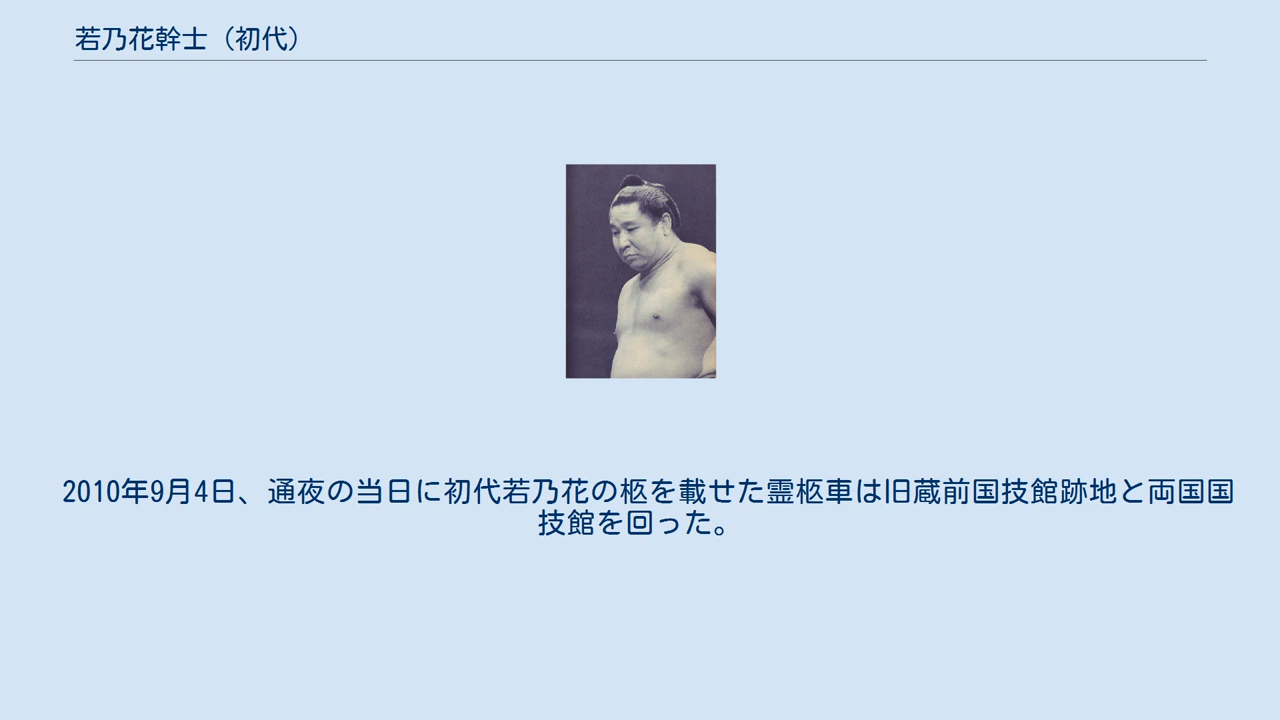 若乃花幹士（初代）
2010年9月4日、通夜の当日に初代若乃花の柩を載せた霊柩車は旧蔵前国技館跡地と両国国
技館を回った。